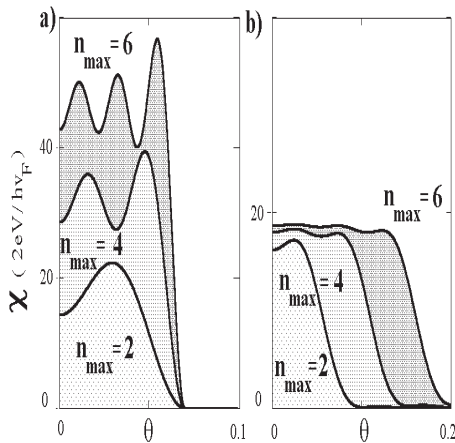 a)
n max = 6
40
n max = 4
20
n max = 2
0
χ ( 2eV/hνF )
0
θ
0.1
b)
n max = 6
20
n max = 4
n max = 2
0
0
θ
0.2